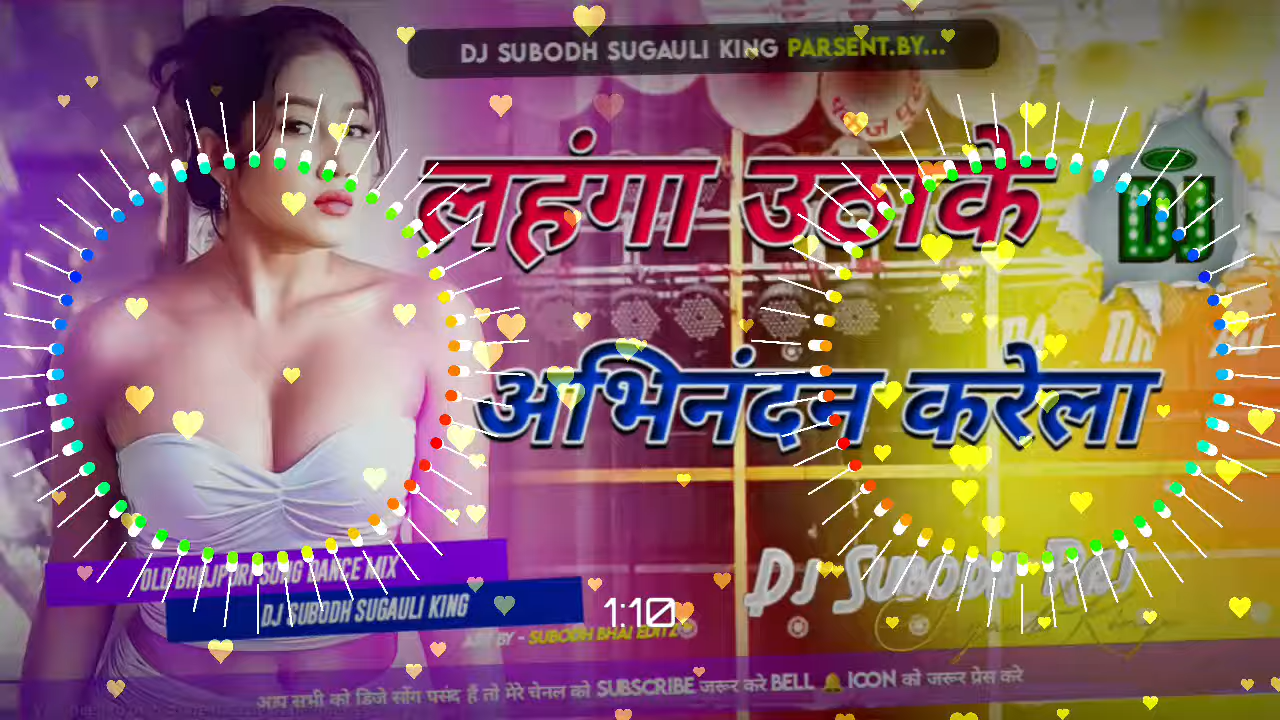 DJ SUBODH SUGAULI KING PARSENT.BY...
लहंगा उठाके
DJ
अभिनंदन करेला
OLD BHOJPURI SONG DANCE MIX
DJ SUBODH SUGAULI KING
DJ SUBODH RAJ
1:10
ART BY - SUBODH BHAI EDITZ
आप सभी को डिजे सोंग पसंद है तो मेरे चेनल को SUBSCRIBE जरूर करे BELL 🔔 ICON को जरूर प्रेस करे